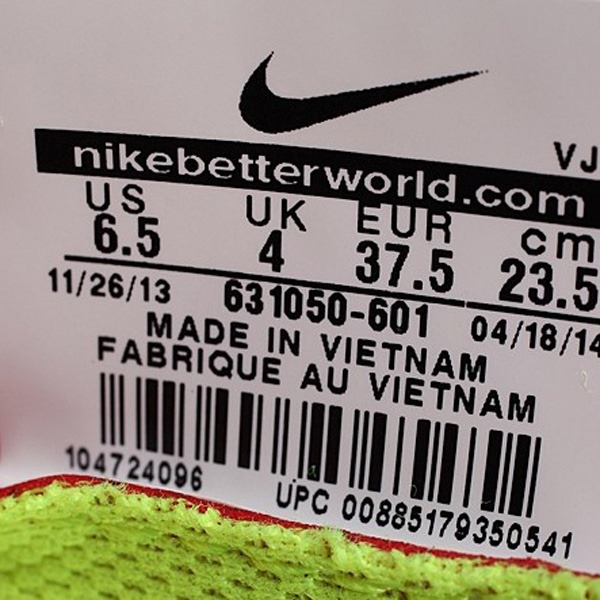 VJ
nikebetterworld.com
US UK EUR cm
6.5 4 37.5 23.5
11/26/13 631050-601 04/18/14
MADE IN VIETNAM
FABRIQUE AU VIETNAM
104724096
UPC 00885179350541